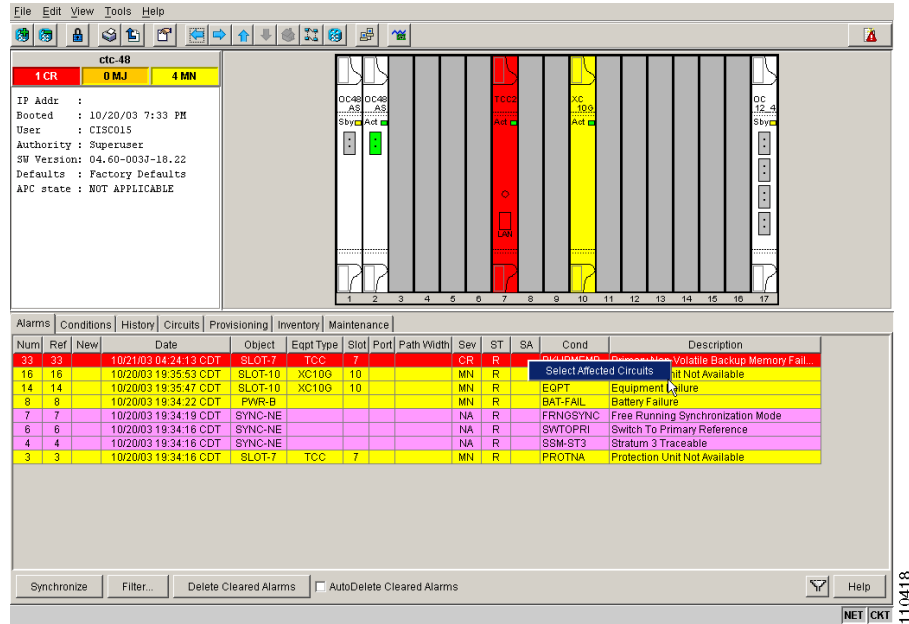 File Edit View Tools Help
ctc-48
1 CR 0 MJ 4 MN
IP Addr :
Booted : 10/20/03 7:33 PM
User : CISCO15
Authority : Superuser
SW Version: 04.60-003J-18.22
Defaults : Factory Defaults
APC state : NOT APPLICABLE
OC48 OC48 TCC2 XC OC
AS AS 10G 12_4
Sby Act Act Act Sby
LAN
1 2 3 4 5 6 7 8 9 10 11 12 13 14 15 16 17
Alarms Conditions History Circuits Provisioning Inventory Maintenance
Num Ref New Date Object Eqpt Type Slot Port Path Width Sev ST SA Cond Description
33 33 10/21/03 04:24:13 CDT SLOT-7 TCC 7 CR R BKUPMEMP Primary Non-Volatile Backup Memory Fail...
Select Affected Circuits
16 16 10/20/03 19:35:53 CDT SLOT-10 XC10G 10 MN R Unit Not Available
14 14 10/20/03 19:35:47 CDT SLOT-10 XC10G 10 MN R EQPT Equipment Failure
8 8 10/20/03 19:34:22 CDT PWR-B MN R BAT-FAIL Battery Failure
7 7 10/20/03 19:34:19 CDT SYNC-NE NA R FRNGSYNC Free Running Synchronization Mode
6 6 10/20/03 19:34:16 CDT SYNC-NE NA R SWTOPRI Switch To Primary Reference
4 4 10/20/03 19:34:16 CDT SYNC-NE NA R SSM-ST3 Stratum 3 Traceable
3 3 10/20/03 19:34:16 CDT SLOT-7 TCC 7 MN R PROTNA Protection Unit Not Available
Synchronize Filter... Delete Cleared Alarms AutoDelete Cleared Alarms Help
NET CKT
110418